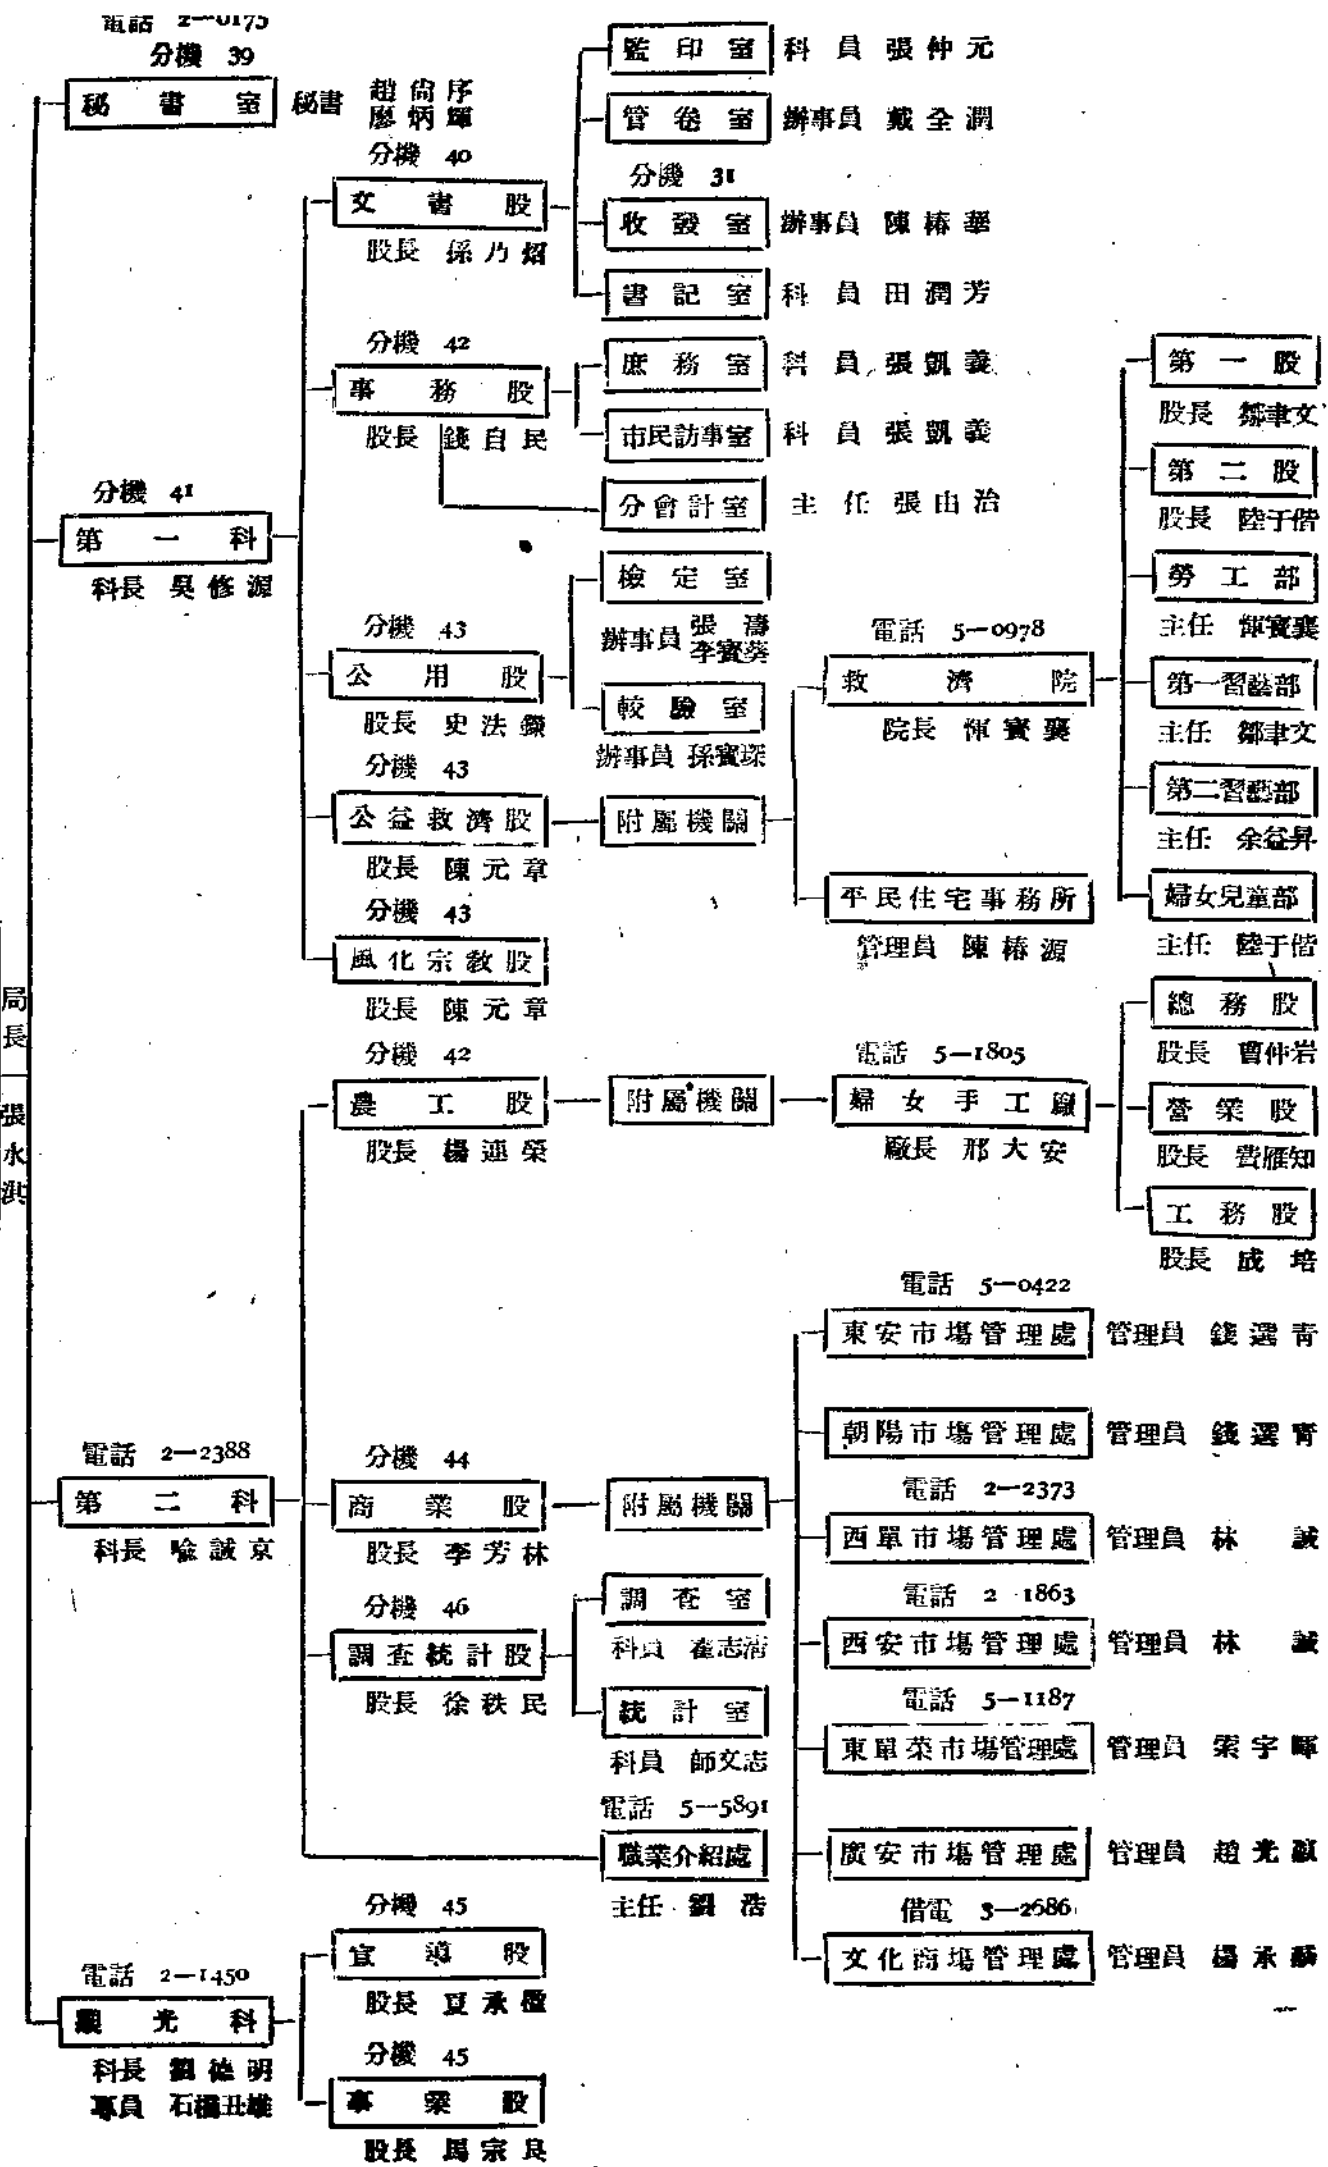 電話 2—0175
分機 39
秘書室 秘書 趙尙序
廖炳輝
分機 40
文書股
股長 孫乃焰
監印室 科員 張仲元
管卷室 辦事員 戴全潤
分機 31
收發室 辦事員 陳椿華
書記室 科員 田潤芳
分機 42
事務股
股長 錢自民
庶務室 科員 張凱義
市民訪事室 科員 張凱義
分會計室 主任 張由治
分機 41
第一科
科長 吳修源
分機 43
公用股
股長 史法
檢定室
辦事員 張濤
李寶葵
較驗室
辦事員 孫寶琛
分機 43
公益救濟股
股長 陳元章
附屬機關
電話 5—0978
救濟院
院長 惲寶襄
第一股
股長 鄒聿文
第二股
股長 陸于偕
勞工部
主任 惲寶襄
第一習藝部
主任 鄒聿文
第二習藝部
主任 余益昇
婦女兒童部
主任 陸于偕
平民住宅事務所
管理員 陳椿源
分機 43
風化宗教股
股長 陳元章
局長 張永洪
分機 42
農工股
股長 楊連榮
附屬機關
電話 5—1805
婦女手工廠
廠長 邢大安
總務股
股長 曹仲岩
營業股
股長 費雁知
工務股
股長 成培
電話 2—2388
第二科
科長 喩誠京
分機 44
商業股
股長 李芳林
附屬機關
電話 5—0422
東安市場管理處 管理員 錢選青
朝陽市場管理處 管理員 錢選青
電話 2—2373
西單市場管理處 管理員 林誠
電話 2 1863
西安市場管理處 管理員 林誠
電話 5—1187
東單菜市場管理處 管理員 宇暉
廣安市場管理處 管理員 趙光
借電 3—2686
文化商場管理處 管理員 楊承
分機 46
調查統計股
股長 徐秩民
調查室
科員 崔志清
統計室
科員 師文志
電話 5—5891
職業介紹處
主任 劉浩
電話 2—1450
觀光科
科長 劉德明
專員 石橋丑雄
分機 45
宣導股
股長 夏承楹
分機 45
事業股
股長 馬宗良